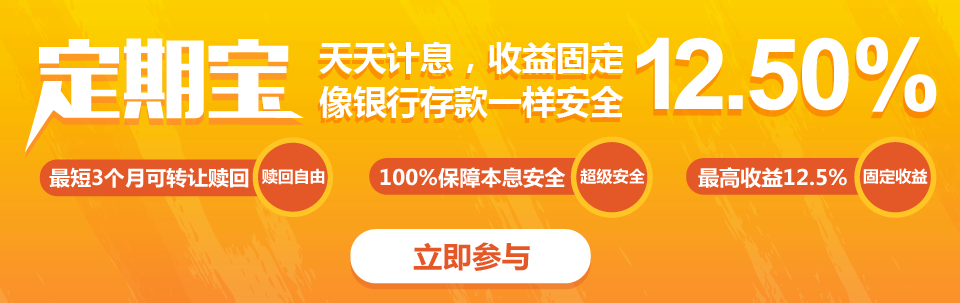 定期宝
天天计息，收益固定
像银行存款一样安全
12.50%
最短3个月可转让赎回
赎回自由
100%保障本息安全
超级安全
最高收益12.5%
固定收益
立即参与